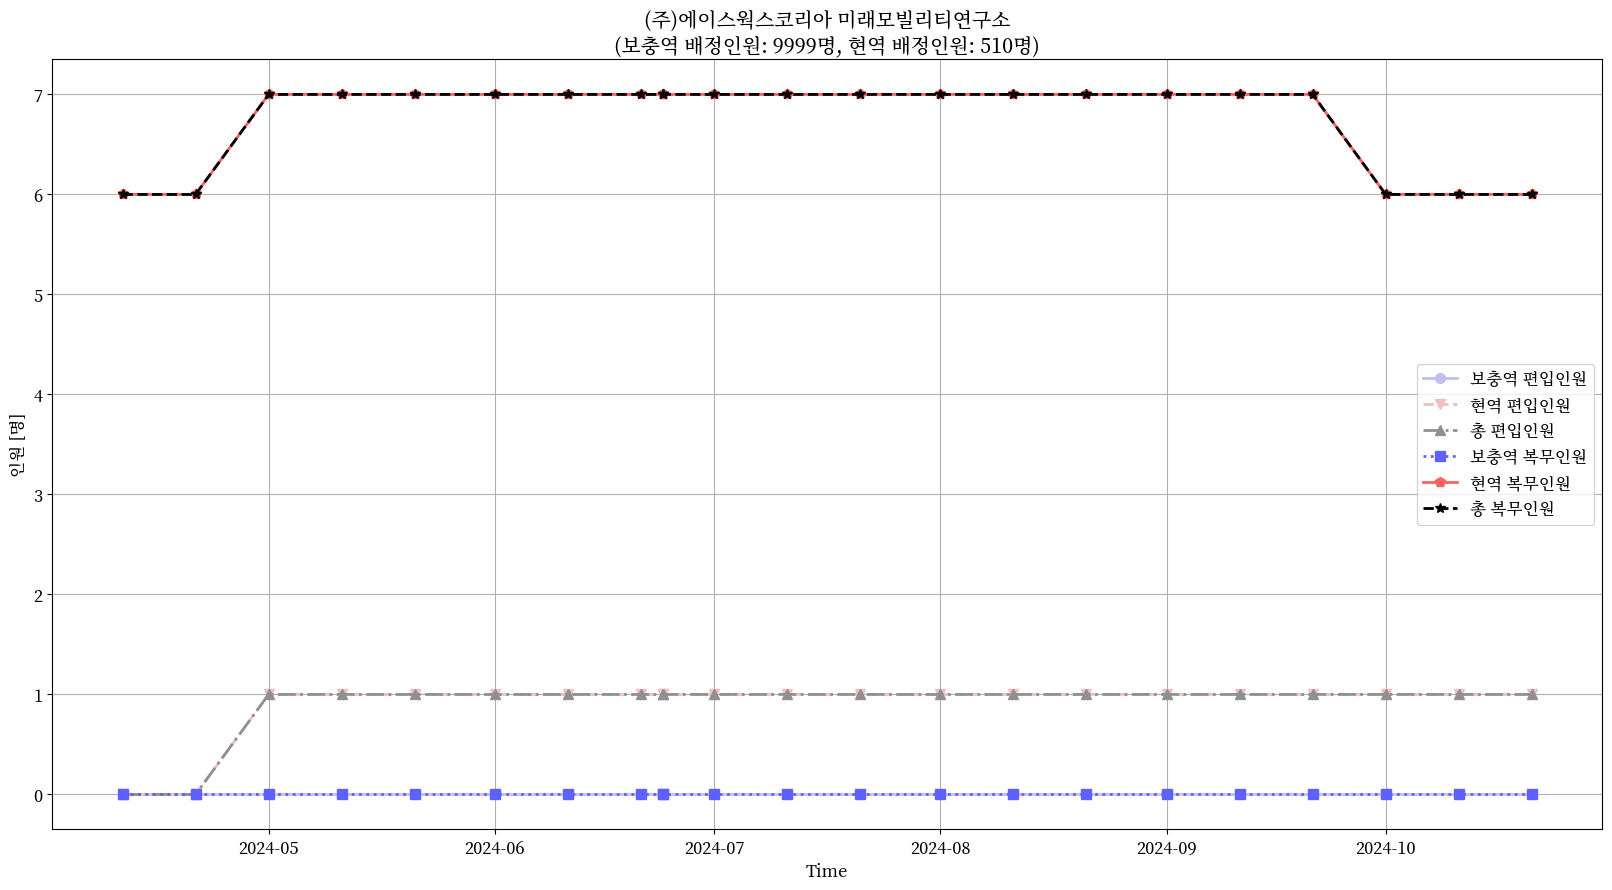 (주)에이스웍스코리아 미래모빌리티연구소
(보충역 배정인원: 9999명, 현역 배정인원: 510명)
7
6
5
4
3
2
1
0
인원 [명]
보충역 편입인원
현역 편입인원
총 편입인원
보충역 복무인원
현역 복무인원
총 복무인원
2024-05
2024-06
2024-07
2024-08
2024-09
2024-10
Time